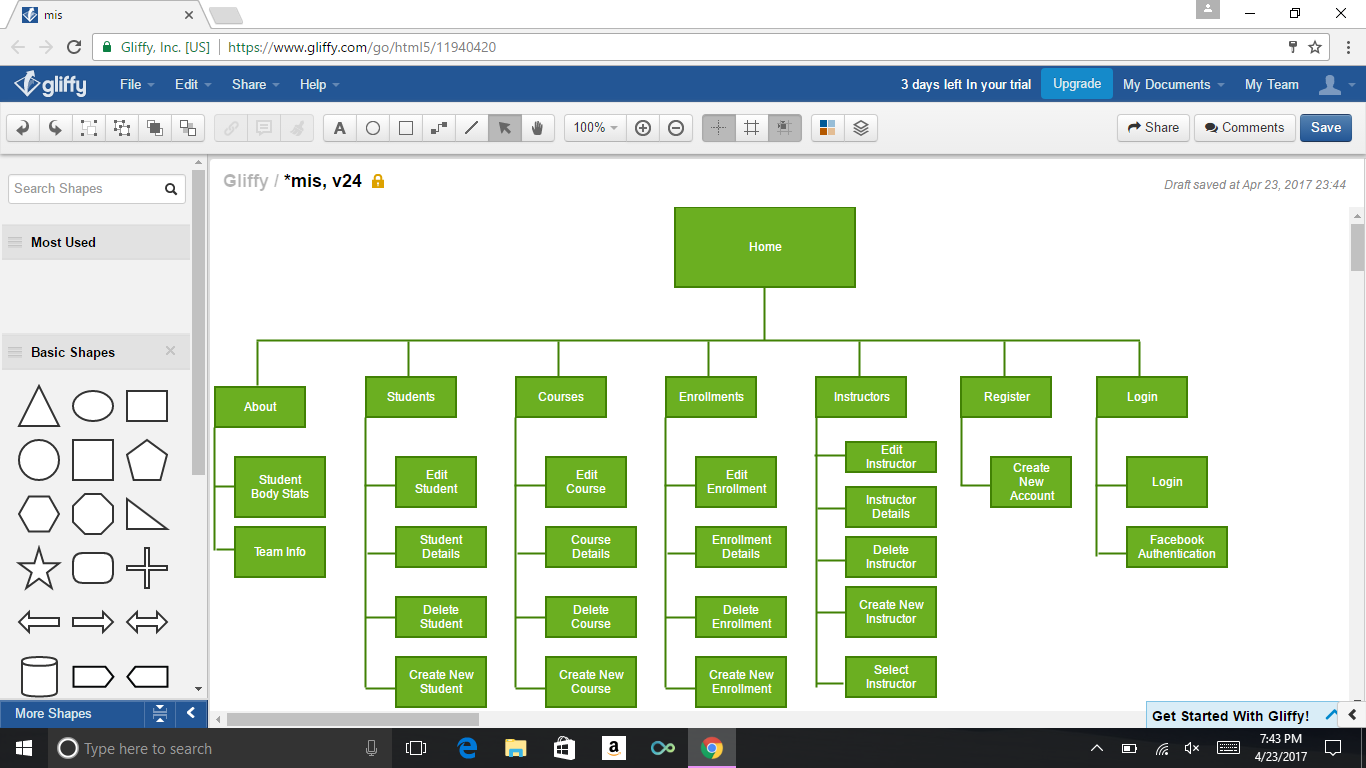 mis
Gliffy, Inc. [US] https://www.gliffy.com/go/html5/11940420
gliffy File Edit Share Help 3 days left In your trial Upgrade My Documents My Team
A 100% Share Comments Save
Search Shapes
Gliffy / *mis, v24
Draft saved at Apr 23, 2017 23:44
Most Used
Basic Shapes
Home
About
Students
Courses
Enrollments
Instructors
Register
Login
Student
Body Stats
Team Info
Edit
Student
Student
Details
Delete
Student
Create New
Student
Edit
Course
Course
Details
Delete
Course
Create New
Course
Edit
Enrollment
Enrollment
Details
Delete
Enrollment
Create New
Enrollment
Edit
Instructor
Instructor
Details
Delete
Instructor
Create New
Instructor
Select
Instructor
Create
New
Account
Login
Facebook
Authentication
More Shapes
Get Started With Gliffy!
Type here to search
a
7:43 PM
4/23/2017